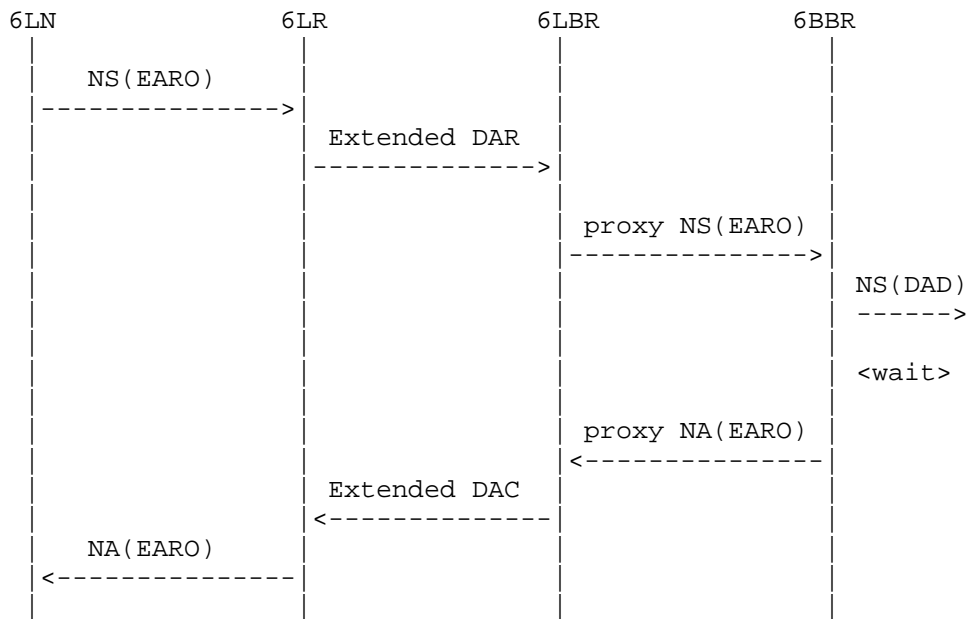 6LN 6LR 6LBR 6BBR
NS(EARO)
Extended DAR
proxy NS(EARO)
NS(DAD)
<wait>
proxy NA(EARO)
Extended DAC
NA(EARO)